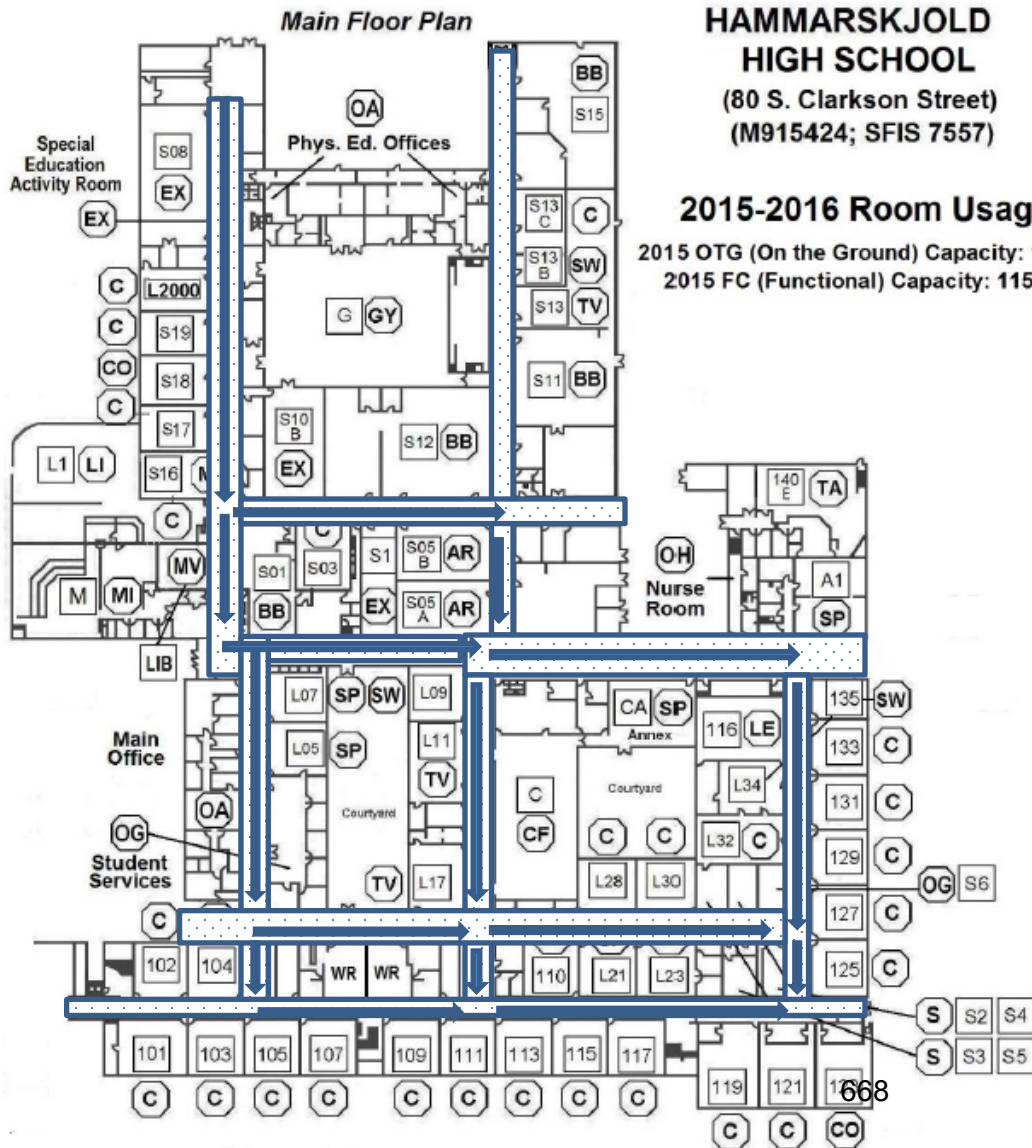 Main Floor Plan
HAMMARSKJOLD
HIGH SCHOOL
(80 S. Clarkson Street)
(M915424; SFIS 7557)
2015-2016 Room Usag
2015 OTG (On the Ground) Capacity:
2015 FC (Functional) Capacity: 115
BB
S15
OA
Phys. Ed. Offices
Special
Education
Activity Room
EX
S08
EX
S13
C
C
S13
B
SW
S13
TV
C
L2000
C
S19
CO
S18
C
S17
G
GY
S11
BB
S10
B
EX
S12
BB
L1
LI
S16
C
140
E
TA
MV
M
MI
LIB
S01
BB
C
S03
S1
EX
S05
B
AR
S05
A
AR
OH
Nurse
Room
A1
SP
L07
SP
SW
L09
CA
SP
Annex
116
LE
135
SW
Main
Office
L05
SP
L11
TV
133
C
OA
Courtyard
C
CF
Courtyard
L34
131
C
OG
Student
Services
C
C
L32
C
129
C
TV
L17
L28
L30
OG
S6
127
C
C
102
104
WR
WR
110
L21
L23
125
C
S
S2
S4
S
S3
S5
101
103
105
107
109
111
113
115
117
C
C
C
C
C
C
C
C
C
119
121
668
C
C
CO